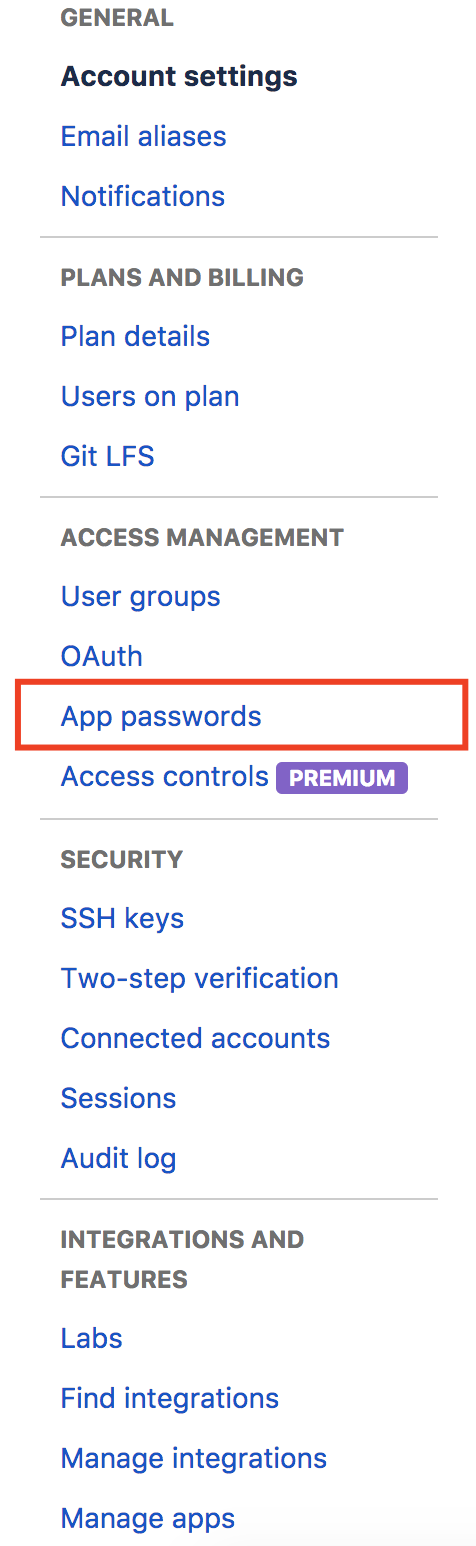 GENERAL
Account settings
Email aliases
Notifications
PLANS AND BILLING
Plan details
Users on plan
Git LFS
ACCESS MANAGEMENT
User groups
OAuth
App passwords
Access controls PREMIUM
SECURITY
SSH keys
Two-step verification
Connected accounts
Sessions
Audit log
INTEGRATIONS AND
FEATURES
Labs
Find integrations
Manage integrations
Manage apps